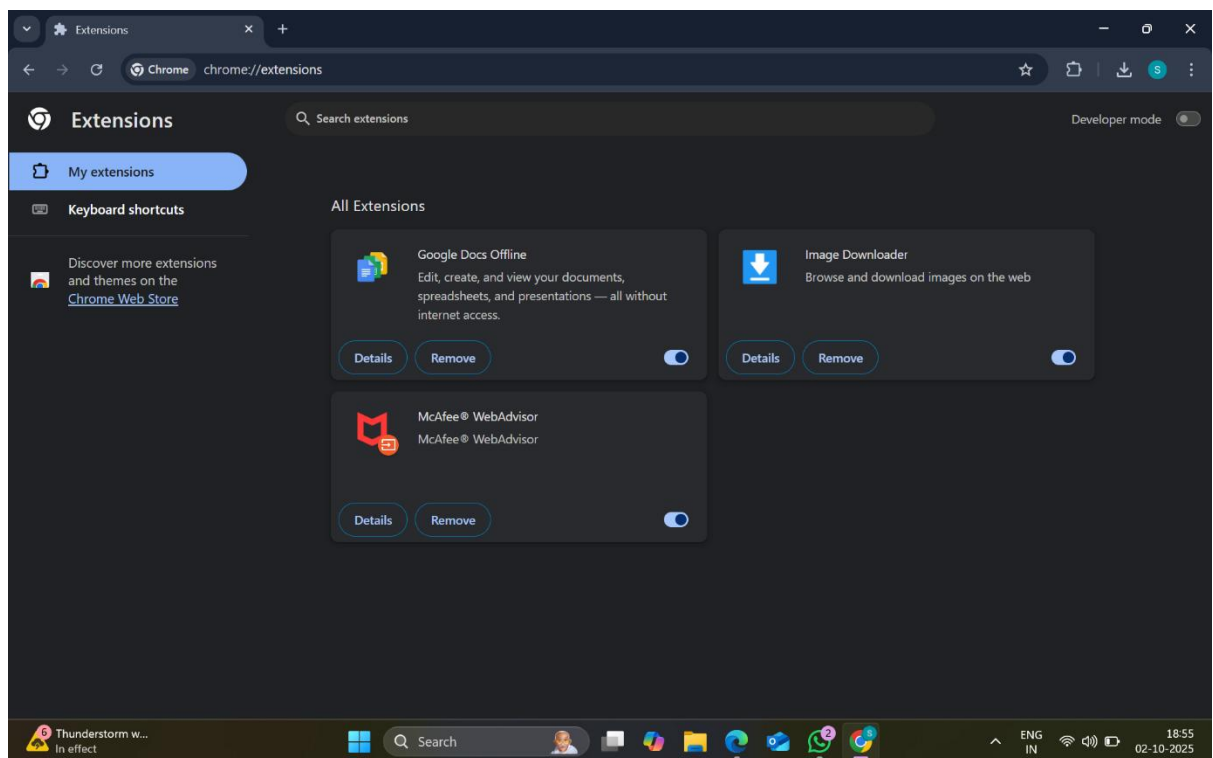 Extensions
Chrome chrome://extensions
S
Extensions
Search extensions
Developer mode
My extensions
Keyboard shortcuts
Discover more extensions
and themes on the
Chrome Web Store
All Extensions
Google Docs Offline
Edit, create, and view your documents,
spreadsheets, and presentations — all without
internet access.
Details Remove
Image Downloader
Browse and download images on the web
Details Remove
McAfee® WebAdvisor
McAfee® WebAdvisor
Details Remove
6
Thunderstorm w...
In effect
Search
2
S
ENG
IN
18:55
02-10-2025